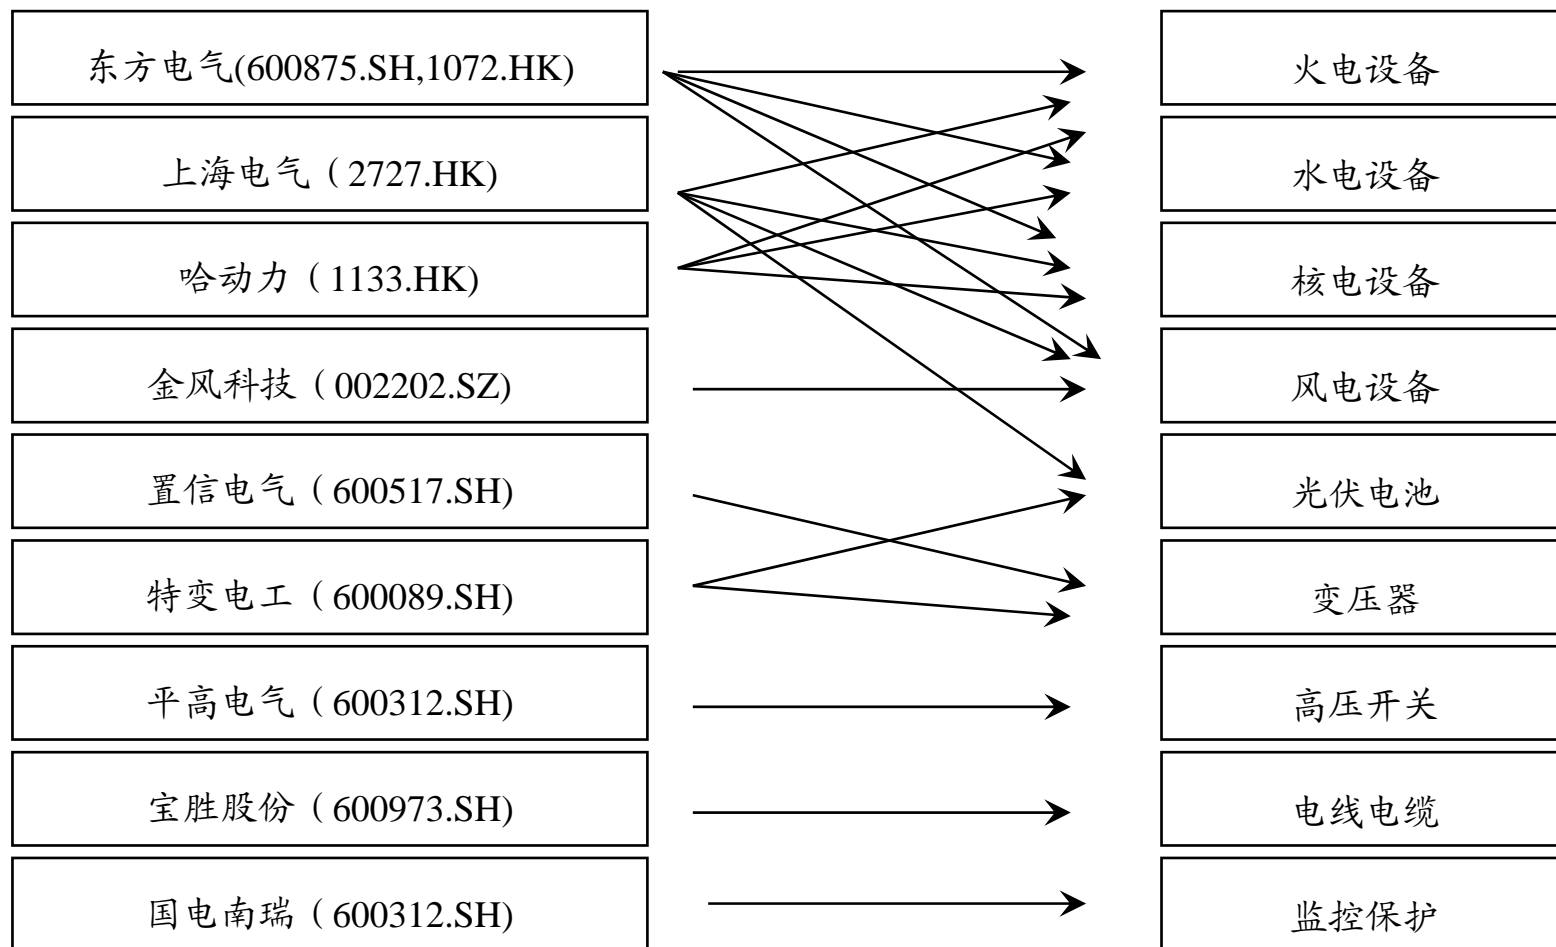 东方电气(600875.SH,1072.HK)
火电设备
上海电气（2727.HK)
水电设备
哈动力（1133.HK)
核电设备
金风科技（002202.SZ)
风电设备
置信电气（600517.SH)
光伏电池
特变电工（600089.SH)
变压器
平高电气（600312.SH)
高压开关
宝胜股份（600973.SH)
电线电缆
国电南瑞（600312.SH)
监控保护